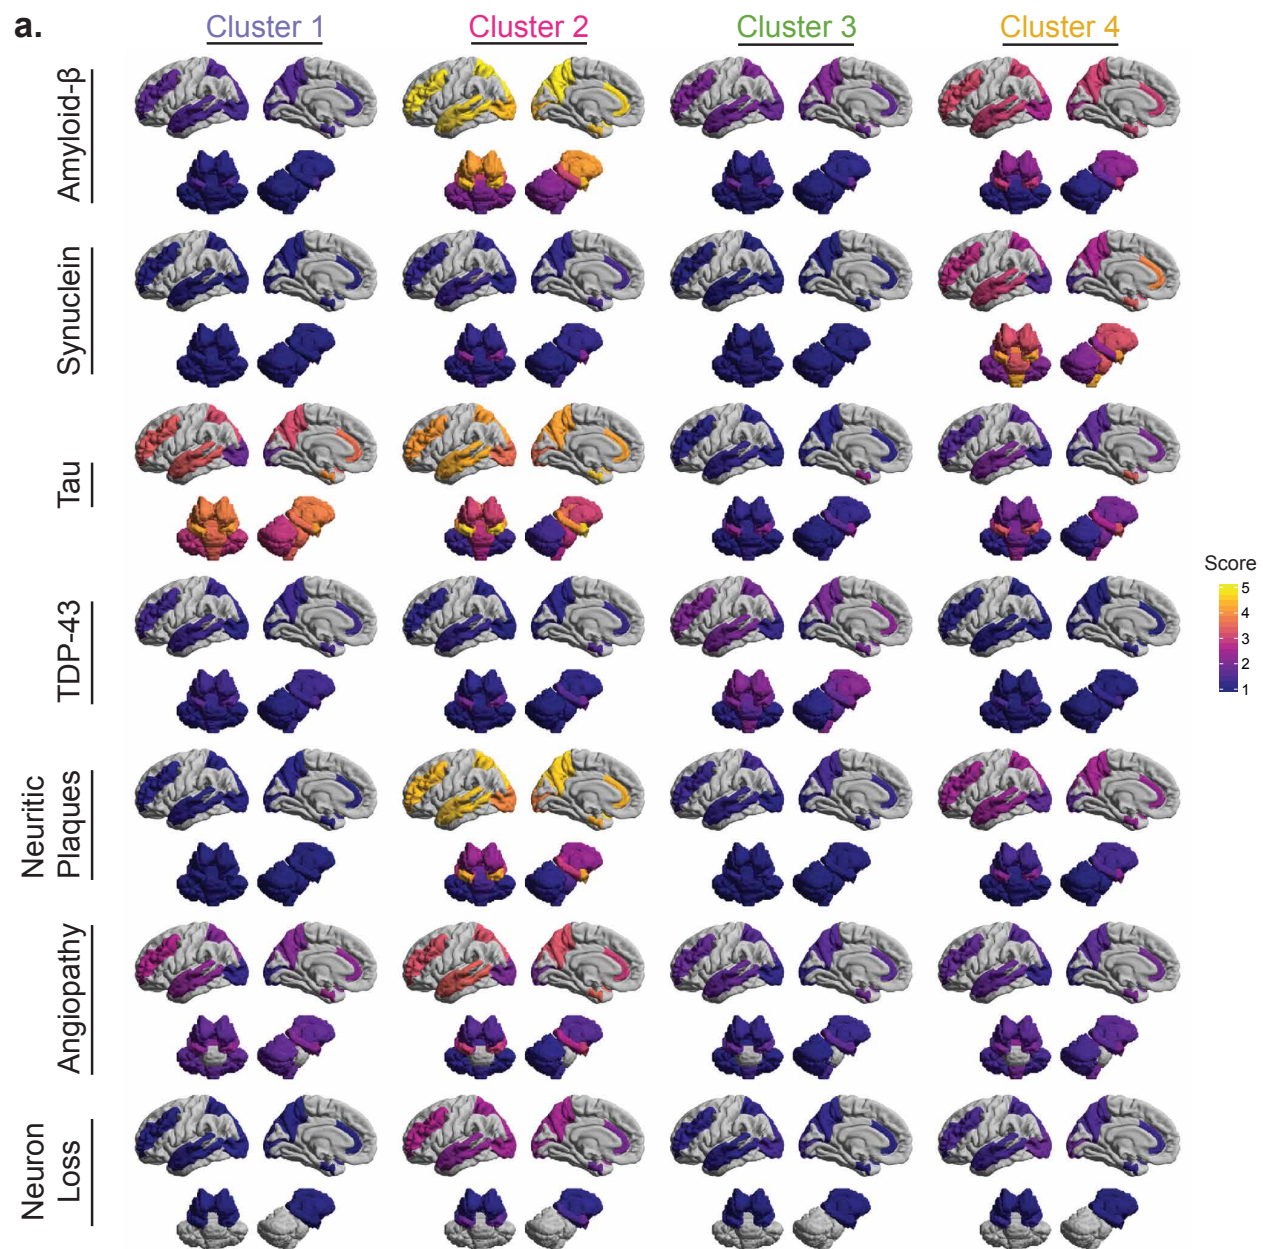 a.
Cluster 1
Cluster 2
Cluster 3
Cluster 4
Amyloid-β
Synuclein
Tau
TDP-43
Neuritic
Plaques
Angiopathy
Neuron
Loss
Score
5
4
3
2
1